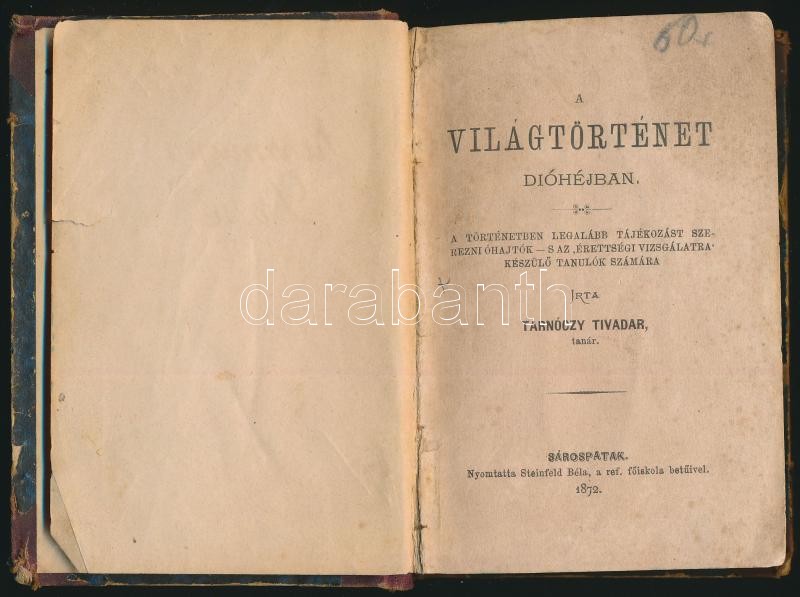 60.
A
VILÁGTÖRTÉNET
DIÓHÉJBAN.
A TÖRTÉNETBEN LEGALÁBB TÁJÉKOZÁST SZE-
REZNI ÓHAJTÓK — S AZ ‚ÉRETTSÉGI VIZSGÁLATRA‘
KÉSZÜLŐ TANULÓK SZÁMÁRA
IRTA
TARNÓCZY TIVADAR,
tanár.
SÁROSPATAK.
Nyomtatta Steinfeld Béla, a ref. főiskola betűivel.
1872.
darabanth.com